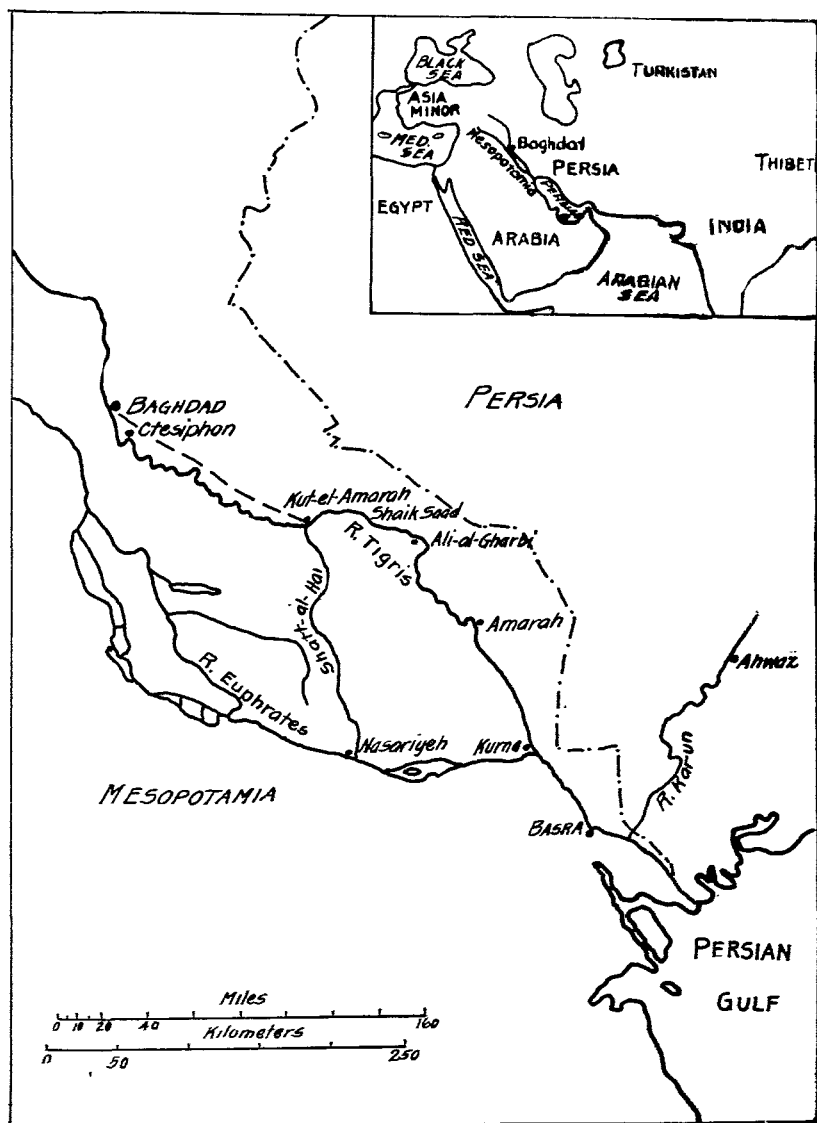 BLACK
SEA
TURKISTAN
ASIA
MINOR
MED.
SEA
Baghdad
Mesopotamia
PERSIA
THIBET
EGYPT
MED SEA
ARABIA
INDIA
ARABIAN
SEA
PERSIA
BAGHDAD
Ctesiphon
Kut-el-Amarah
Shaik Saad
Ali-al-Gharbi
R. Tigris
Shatt-al-Hai
Amarah
Ahwaz
R. Euphrates
Nasariyeh
Kurna
R. Karun
MESOPOTAMIA
BASRA
PERSIAN
GULF
Miles
0 10 20 40 160
Kilometers
0 50 250